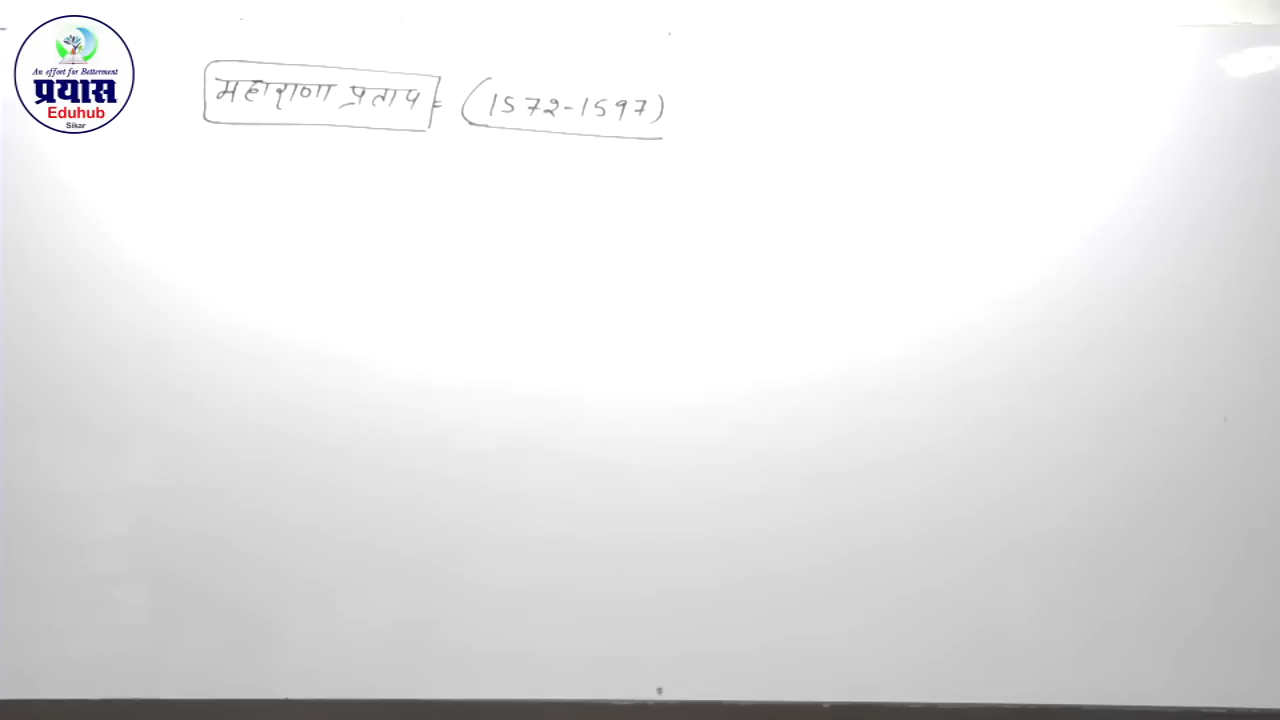 An effort for Betterment
प्रयास
Eduhub
Sikar
महाराणा प्रताप = (1572-1597)